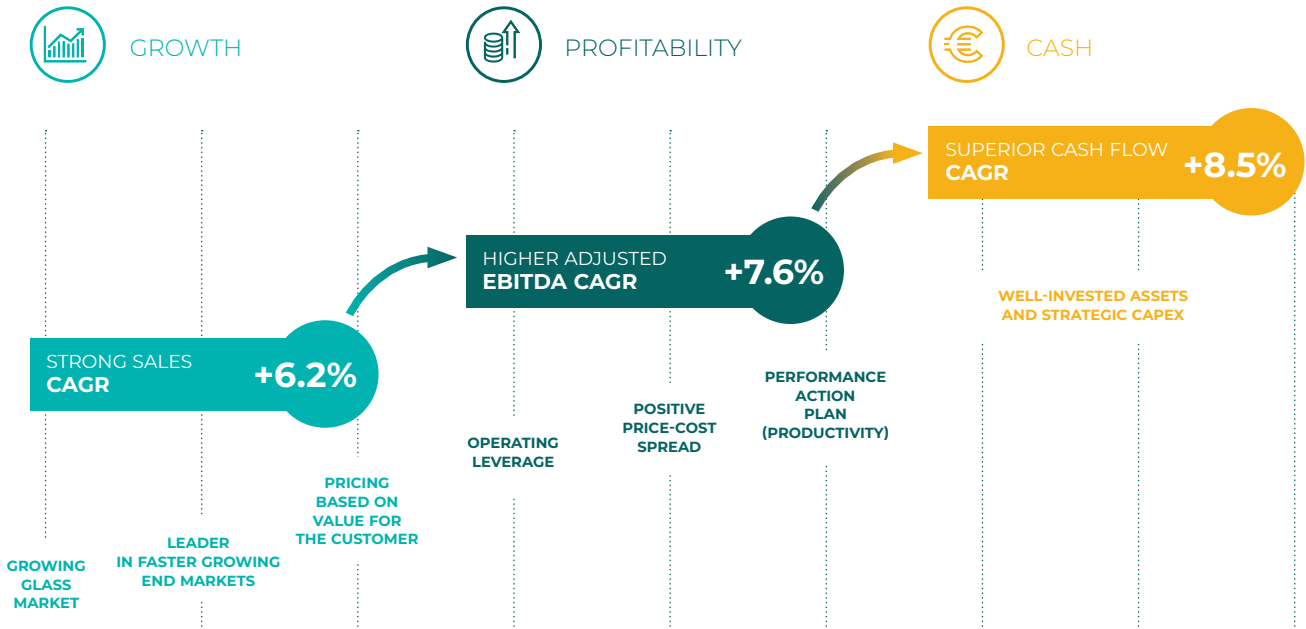 GROWTH
PROFITABILITY
CASH
STRONG SALES
CAGR
+6.2%
HIGHER ADJUSTED
EBITDA CAGR
+7.6%
SUPERIOR CASH FLOW
CAGR
+8.5%
GROWING
GLASS
MARKET
LEADER
IN FASTER GROWING
END MARKETS
PRICING
BASED ON
VALUE FOR
THE CUSTOMER
OPERATING
LEVERAGE
POSITIVE
PRICE-COST
SPREAD
PERFORMANCE
ACTION
PLAN
(PRODUCTIVITY)
WELL-INVESTED ASSETS
AND STRATEGIC CAPEX